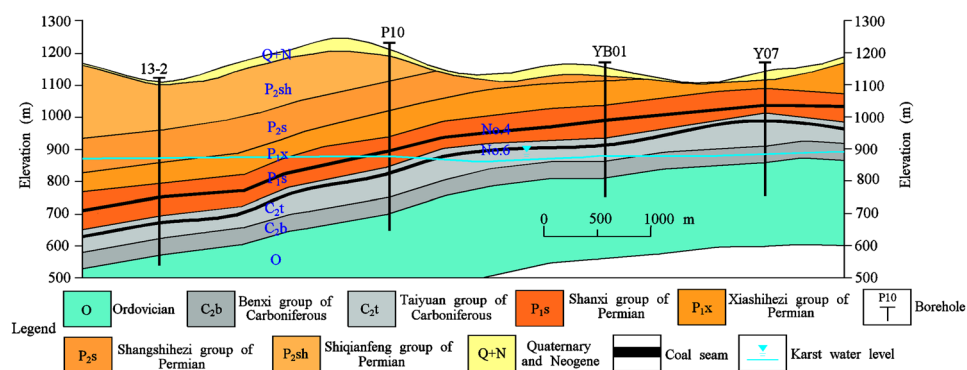 1300
1200
1100
1000
900
800
700
600
500
Elevation (m)
13-2
P10
YB01
Y07
Q+N
P₂sh
P₂s
P₁x
P₁s
C₂t
C₂b
O
No.4
No.6
0 500 1000 m
1300
1200
1100
1000
900
800
700
600
500
Elevation (m)
Legend
O Ordovician
C₂b Benxi group of
Carboniferous
C₂t Taiyuan group of
Carboniferous
P₁s Shanxi group of
Permian
P₁x Xiashihezi group of
Permian
P10 Borehole
P₂s Shangshihezi group of
Permian
P₂sh Shiqianfeng group of
Permian
Q+N Quaternary
and Neogene
Coal seam
Karst water level